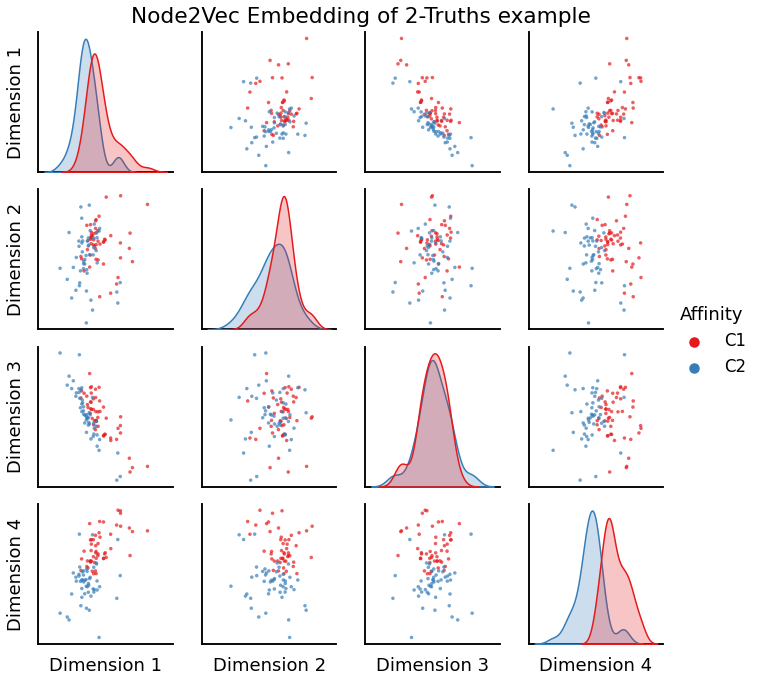 Node2Vec Embedding of 2-Truths example
Dimension 1
Dimension 2
Dimension 3
Dimension 4
Affinity
C1
C2
Dimension 1
Dimension 2
Dimension 3
Dimension 4